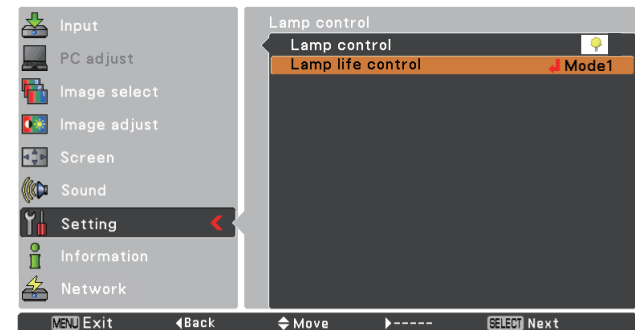 Input
PC adjust
Image select
Image adjust
Screen
Sound
Setting
Information
Network
Lamp control
Lamp control
Lamp life control Mode1
MENU Exit ◀Back ⬍Move ▶----- SELECT Next